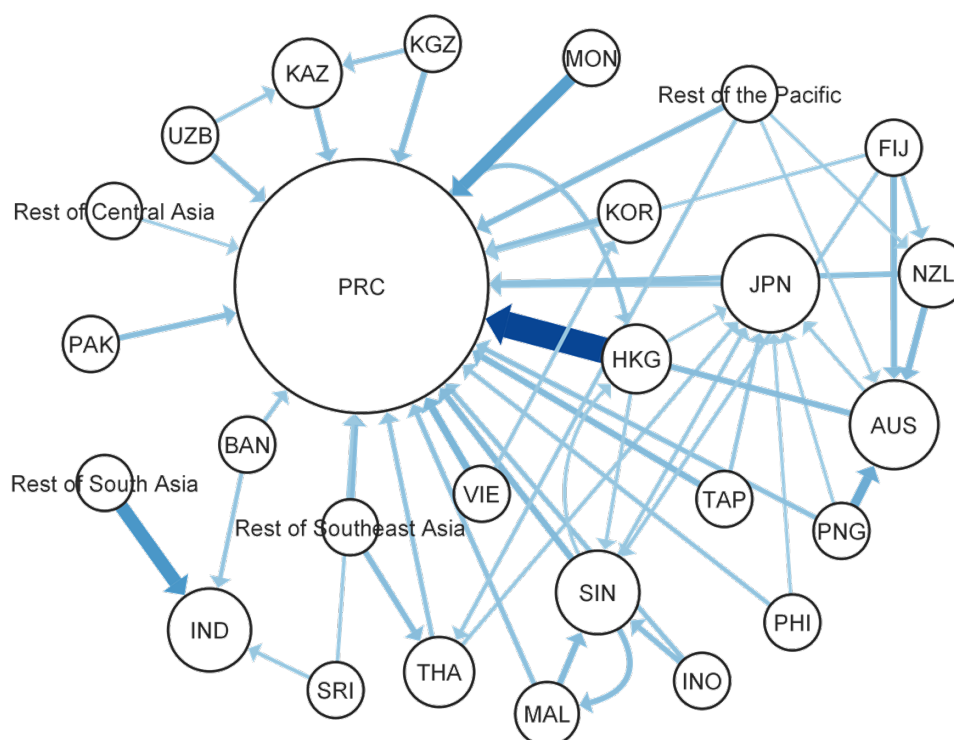 KGZ
MON
KAZ
Rest of the Pacific
UZB
FIJ
Rest of Central Asia
KOR
NZL
PRC
JPN
PAK
HKG
AUS
BAN
Rest of South Asia
VIE
TAP
Rest of Southeast Asia
PNG
SIN
PHI
IND
THA
INO
SRI
MAL